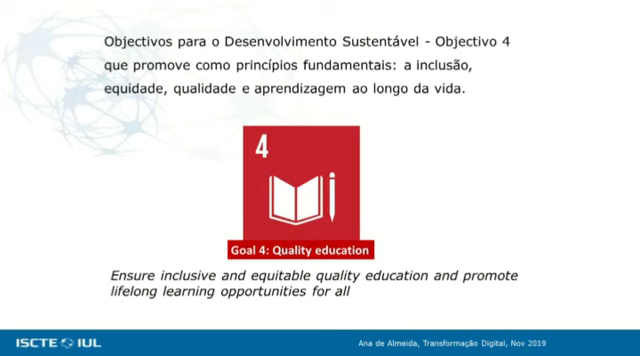 Objectivos para o Desenvolvimento Sustentável - Objectivo 4
que promove como princípios fundamentais: a inclusão,
equidade, qualidade e aprendizagem ao longo da vida.
4
Goal 4: Quality education
Ensure inclusive and equitable quality education and promote
lifelong learning opportunities for all
ISCTE IUL
Ana de Almeida, Transformação Digital, Nov 2019